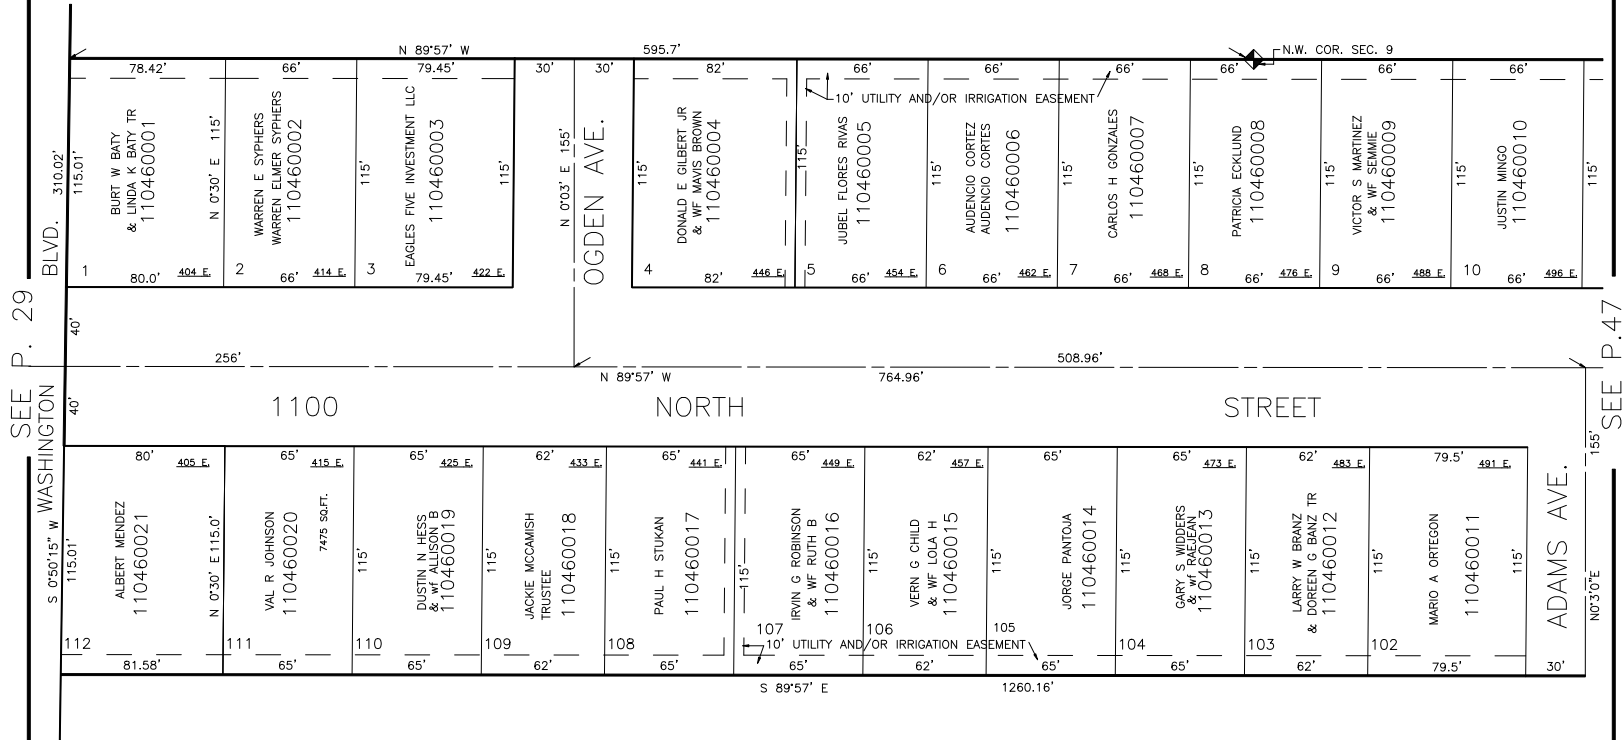 N 89°57' W
595.7'
N.W. COR. SEC. 9
78.42'
66'
79.45'
30'
30'
82'
66'
66'
66'
66'
66'
66'
10' UTILITY AND/OR IRRIGATION EASEMENT
310.02'
115.01'
BURT W BATY
& LINDA K BATY TR
110460001
N 0°30' E 115'
WARREN E SYPHERS
WARREN ELMER SYPHERS
110460002
115'
EAGLES FIVE INVESTMENT LLC
110460003
115'
N 0°03' E 155'
OGDEN AVE.
115'
DONALD E GILBERT JR
& WF MAVIS BROWN
110460004
115'
JUBEL FLORES RIVAS
110460005
115'
AUDENCIO CORTEZ
AUDENCIO CORTES
110460006
115'
CARLOS H GONZALES
110460007
115'
PATRICIA ECKLUND
110460008
115'
VICTOR S MARTINEZ
& WF SEMMIE
110460009
115'
JUSTIN MINGO
110460010
115'
1
80.0'
404 E.
2
66'
414 E.
3
79.45'
422 E.
4
82'
446 E.
5
66'
454 E.
6
66'
462 E.
7
66'
468 E.
8
66'
476 E.
9
66'
488 E.
10
66'
496 E.
SEE P. 29
WASHINGTON BLVD.
SEE P.47
40'
256'
508.96'
N 89°57' W
764.96'
40'
1100 NORTH STREET
80'
405 E.
65'
415 E.
65'
425 E.
62'
433 E.
65'
441 E.
65'
449 E.
62'
457 E.
65'
65'
473 E.
62'
483 E.
79.5'
491 E.
155'
S 0°50'15" W
115.01'
ALBERT MENDEZ
110460021
N 0°30' E 115.0'
VAL R JOHNSON
110460020
7475 SQ.FT.
115'
DUSTIN N HESS
& wf ALLISON B
110460019
115'
JACKIE MCCAMISH
TRUSTEE
110460018
115'
PAUL H STUKAN
110460017
115'
IRVIN G ROBINSON
& WF RUTH B
110460016
115'
VERN G CHILD
& WF LOLA H
110460015
115'
JORGE PANTOJA
110460014
115'
GARY S WIDDERS
& wf RAEJEAN
110460013
115'
LARRY W BRANZ
& DOREEN G BANZ TR
110460012
115'
MARIO A ORTEGON
110460011
115'
ADAMS AVE.
N0°3'0"E
112
111
110
109
108
107
106
105
104
103
102
10' UTILITY AND/OR IRRIGATION EASEMENT
81.58'
65'
65'
62'
65'
65'
62'
65'
65'
62'
79.5'
30'
S 89°57' E
1260.16'